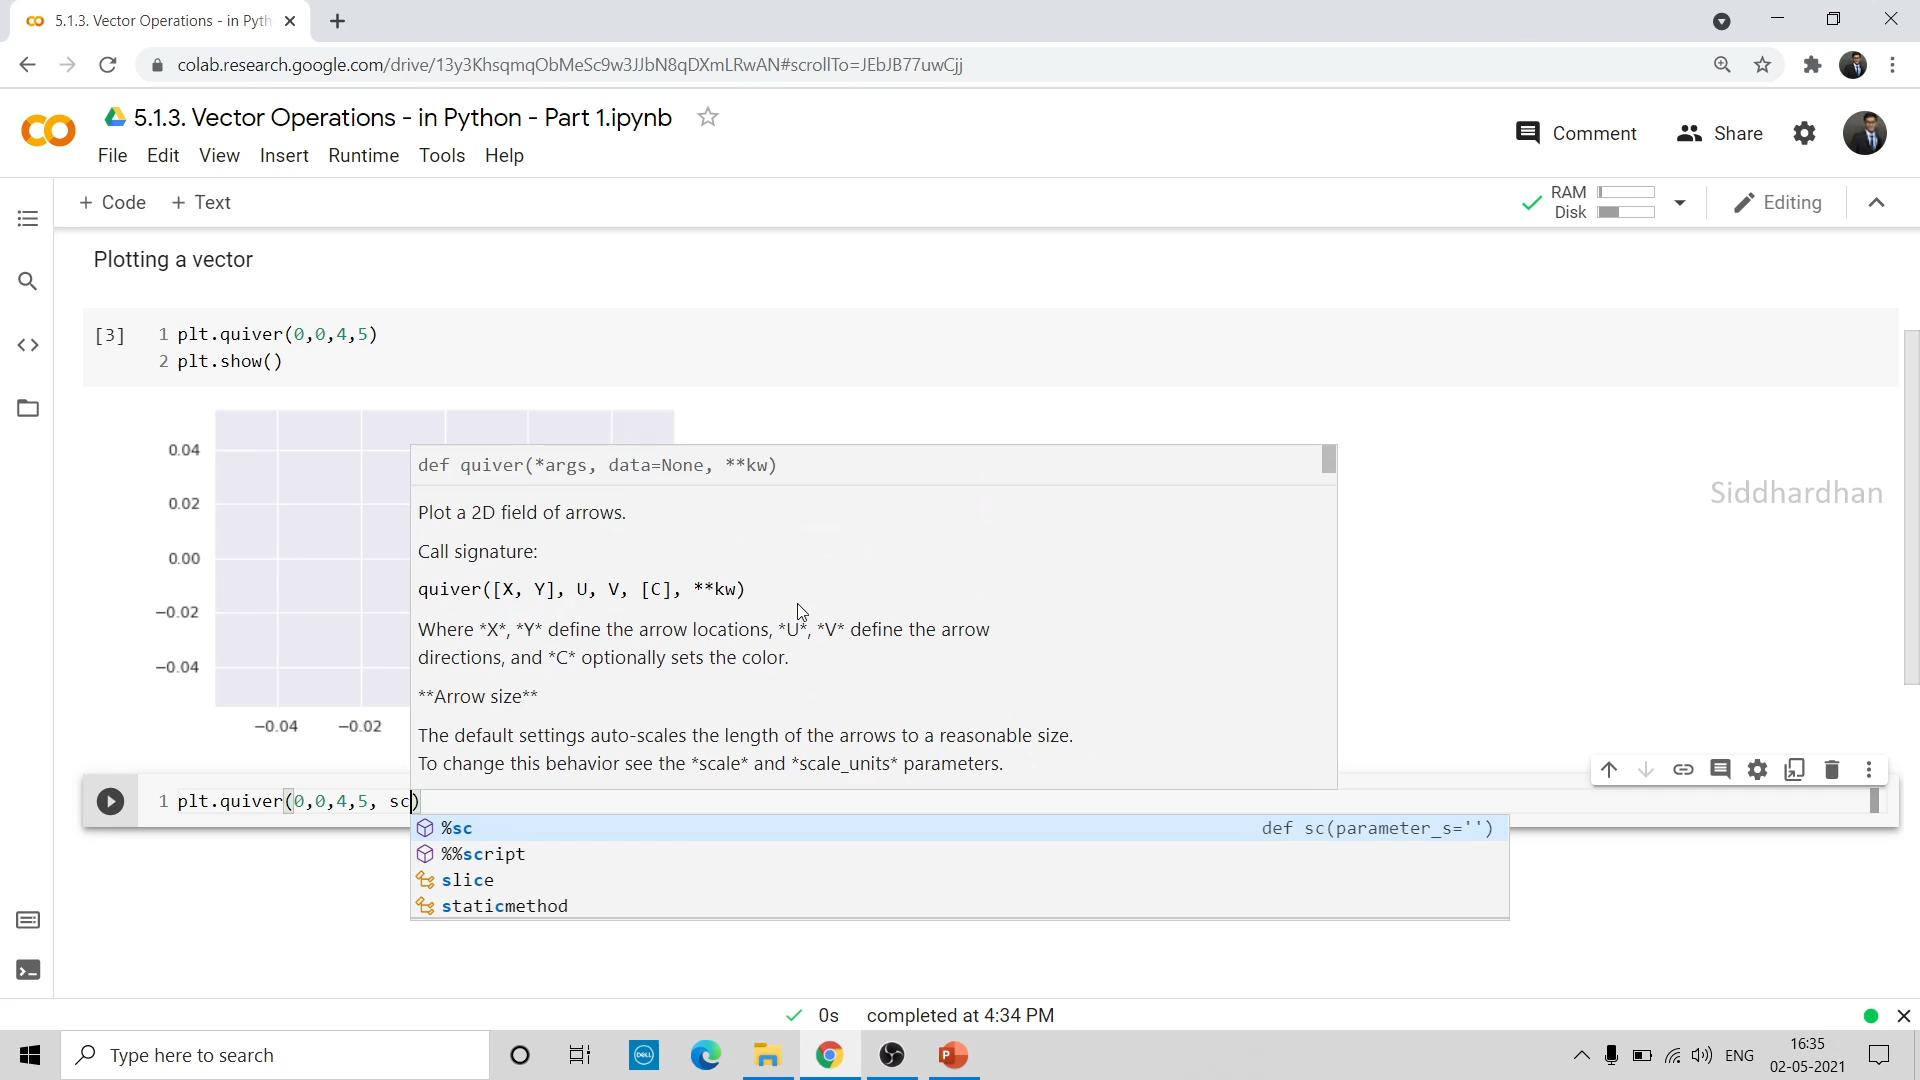 5.1.3. Vector Operations - in Pyth
colab.research.google.com/drive/13y3KhsqmqObMeSc9w3JJbN8qDXmLRwAN#scrollTo=JEbJB77uwCjj
5.1.3. Vector Operations - in Python - Part 1.ipynb
Comment
Share
File Edit View Insert Runtime Tools Help
+ Code + Text
RAM
Disk
Editing
Plotting a vector
[3]
1 plt.quiver(0,0,4,5)
2 plt.show()
0.04
0.02
0.00
−0.02
−0.04
−0.04 −0.02
def quiver(*args, data=None, **kw)
Plot a 2D field of arrows.
Call signature:
quiver([X, Y], U, V, [C], **kw)
Where *X*, *Y* define the arrow locations, *U*, *V* define the arrow
directions, and *C* optionally sets the color.
**Arrow size**
The default settings auto-scales the length of the arrows to a reasonable size.
To change this behavior see the *scale* and *scale_units* parameters.
Siddhardhan
1 plt.quiver(0,0,4,5, sc)
%sc def sc(parameter_s='')
%%script
slice
staticmethod
0s completed at 4:34 PM
Type here to search
DELL
ENG
16:35
02-05-2021